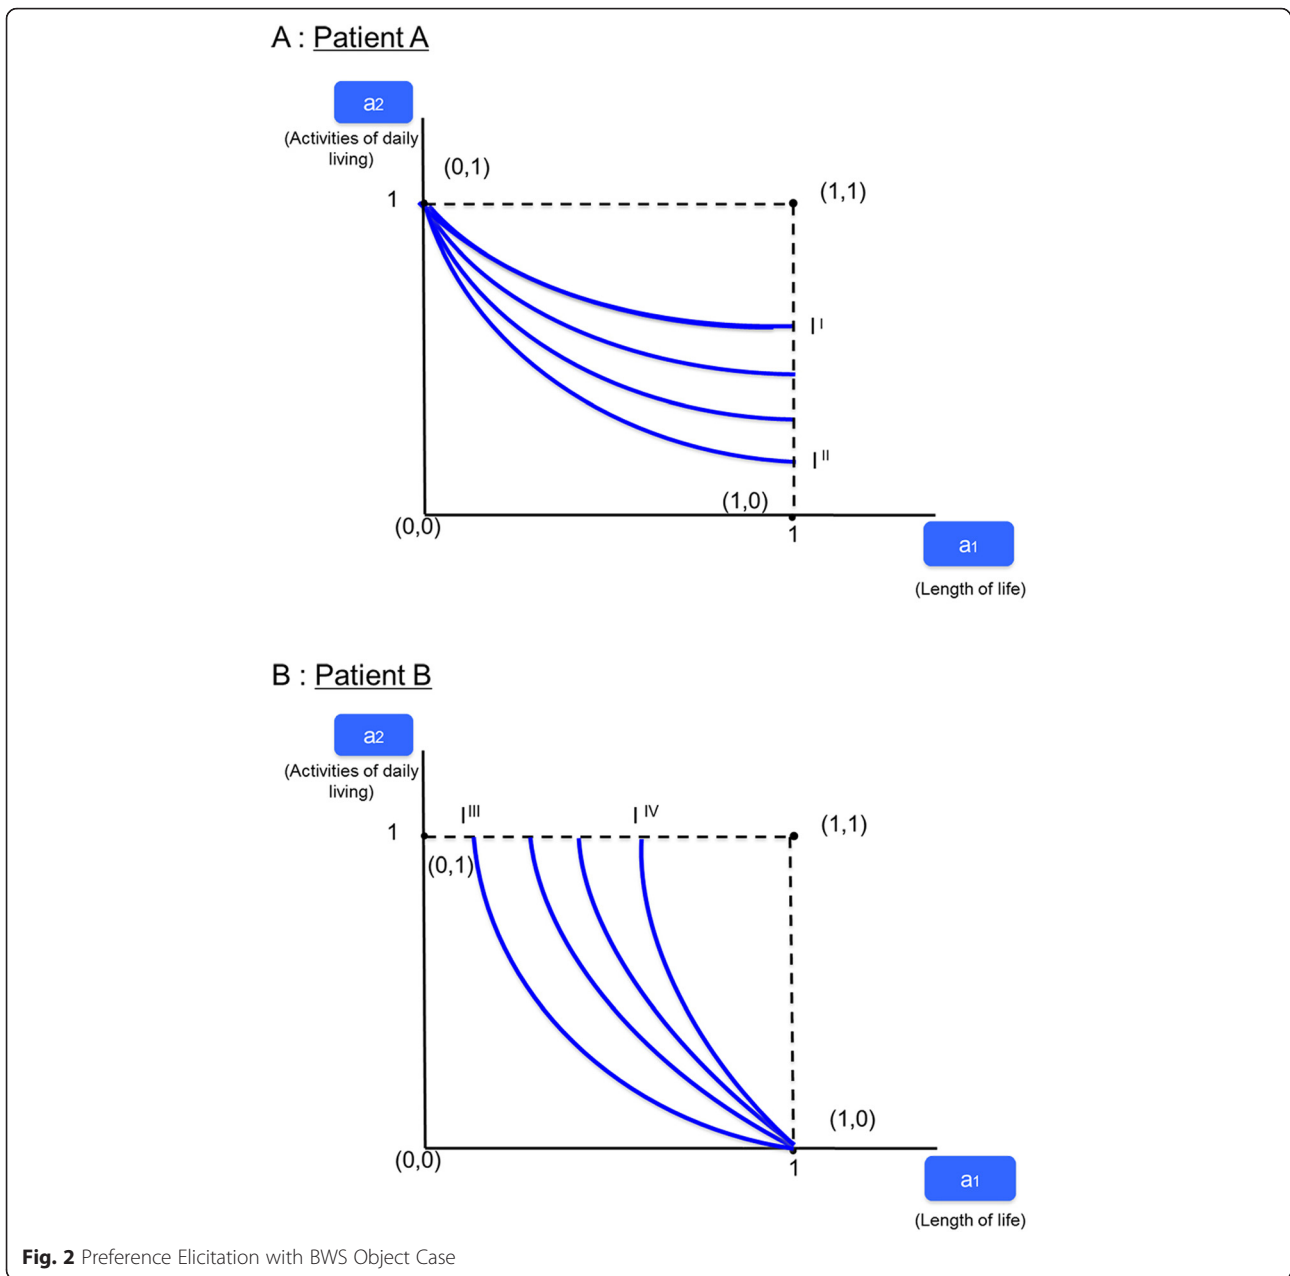 A : Patient A
a2
(Activities of daily
living)
(0,1)
1
(1,1)
I I
I II
(1,0)
(0,0)
1
a1
(Length of life)
B : Patient B
a2
(Activities of daily
living)
I III
I IV
1
(1,1)
(0,1)
(1,0)
(0,0)
1
a1
(Length of life)
Fig. 2 Preference Elicitation with BWS Object Case